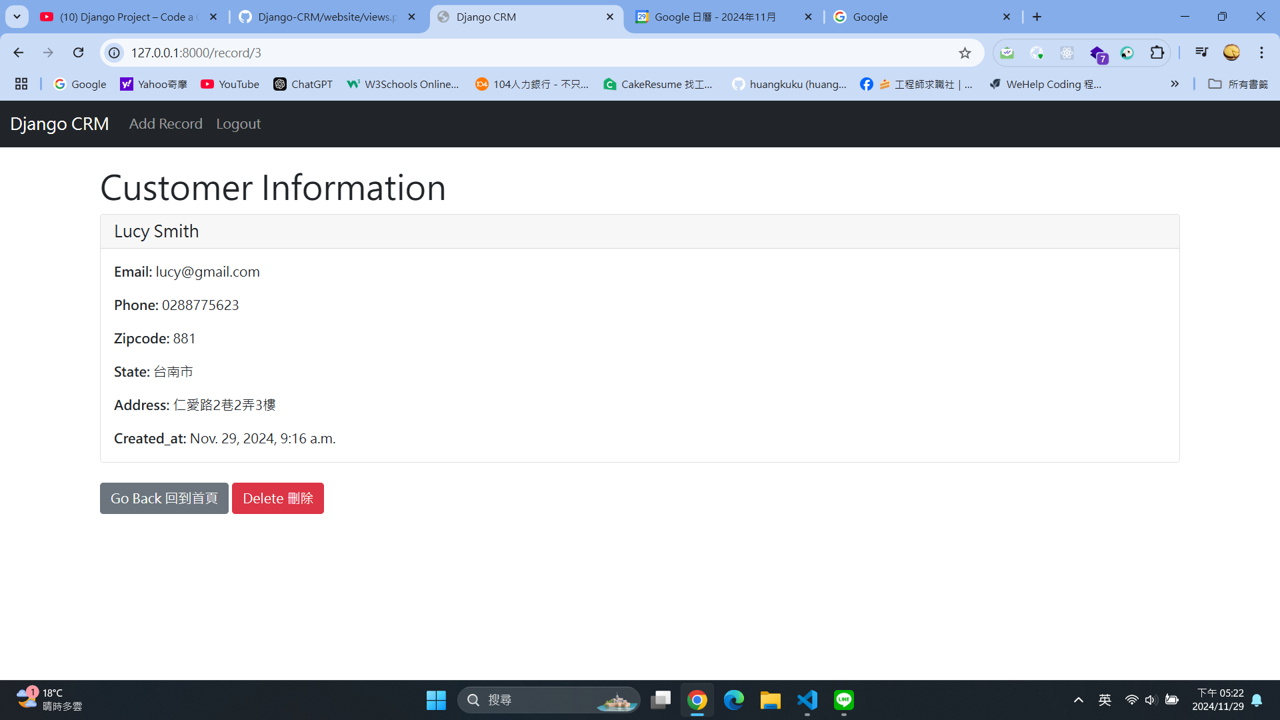 (10) Django Project – Code a
Django-CRM/website/views.p
Django CRM
Google 日曆 - 2024年11月
Google
127.0.0.1:8000/record/3
7
Google
Yahoo奇摩
YouTube
ChatGPT
W3Schools Online...
104人力銀行 - 不只...
CakeResume 找工...
huangkuku (huang...
工程師求職社 | ...
WeHelp Coding 程...
所有書籤
Django CRM
Add Record
Logout
Customer Information
Lucy Smith
Email: lucy@gmail.com
Phone: 0288775623
Zipcode: 881
State: 台南市
Address: 仁愛路2巷2弄3樓
Created_at: Nov. 29, 2024, 9:16 a.m.
Go Back 回到首頁
Delete 刪除
1
18°C
晴時多雲
搜尋
英
下午 05:22
2024/11/29